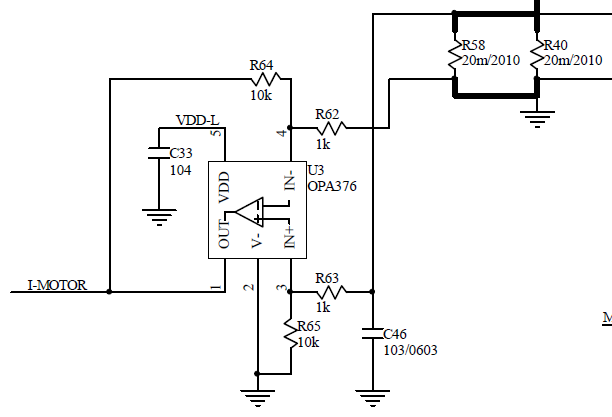 R58
20m/2010
R40
20m/2010
R64
10k
R62
1k
VDD-L
5
4
C33
104
U3
OPA376
VDD
IN-
OUT
V-
IN+
I-MOTOR
1
2
3
R63
1k
R65
10k
C46
103/0603
M